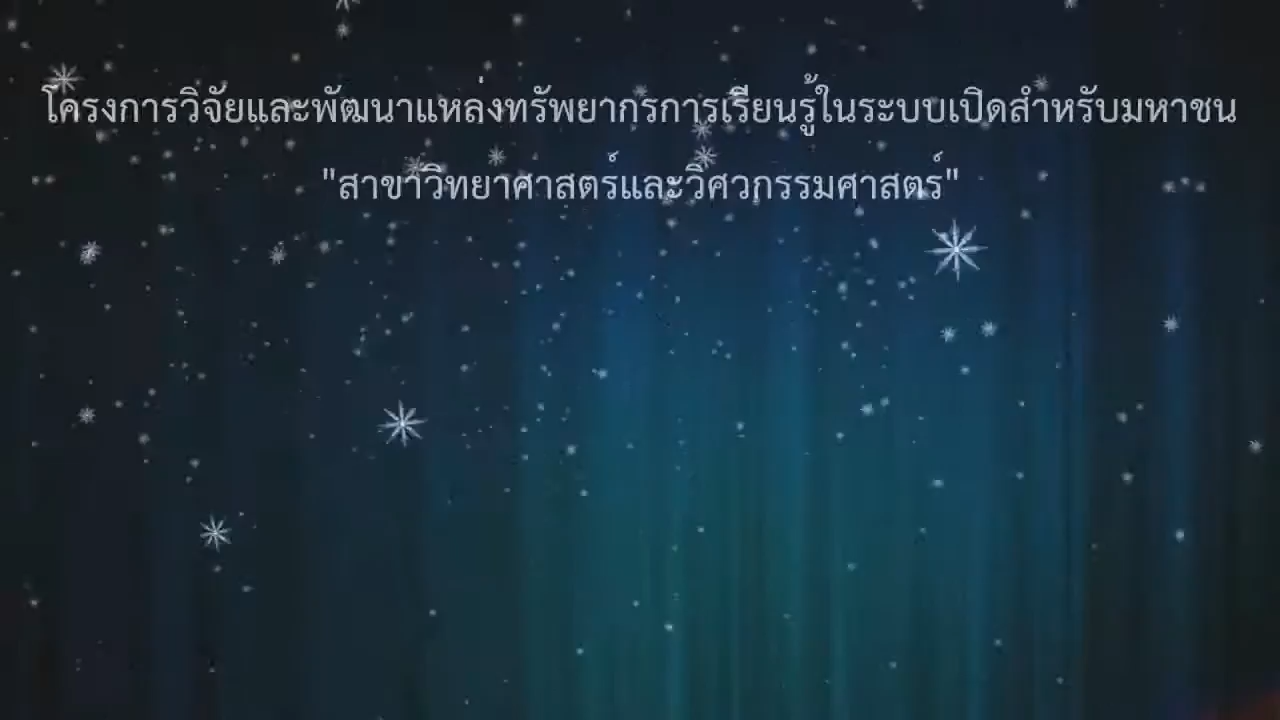 โครงการวิจัยและพัฒนาแหล่งทรัพยากรการเรียนรู้ในระบบเปิดสำหรับมหาชน
"สาขาวิทยาศาสตร์และวิศวกรรมศาสตร์"